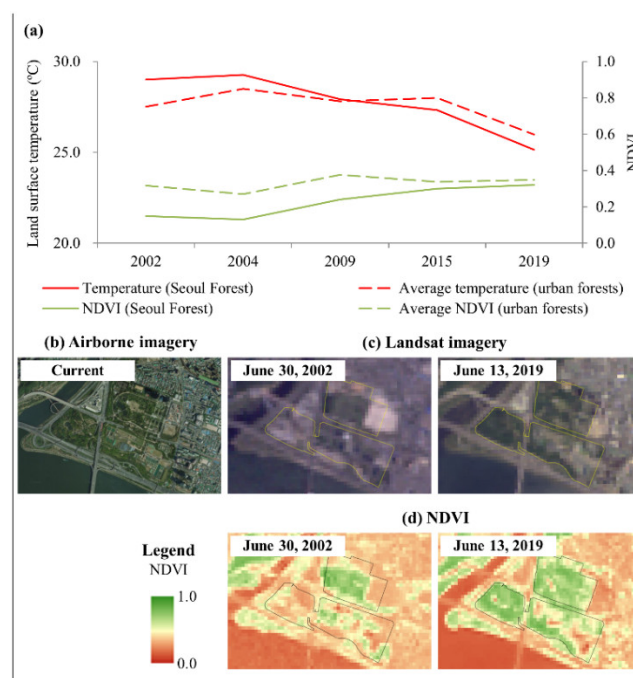 (a)
30.0
25.0
20.0
Land surface temperature (ºC)
1.0
0.8
0.6
0.4
0.2
0.0
NDVI
2002 2004 2009 2015 2019
Temperature (Seoul Forest) Average temperature (urban forests)
NDVI (Seoul Forest) Average NDVI (urban forests)
(b) Airborne imagery (c) Landsat imagery
Current June 30, 2002 June 13, 2019
(d) NDVI
Legend
NDVI
1.0
0.0
June 30, 2002 June 13, 2019